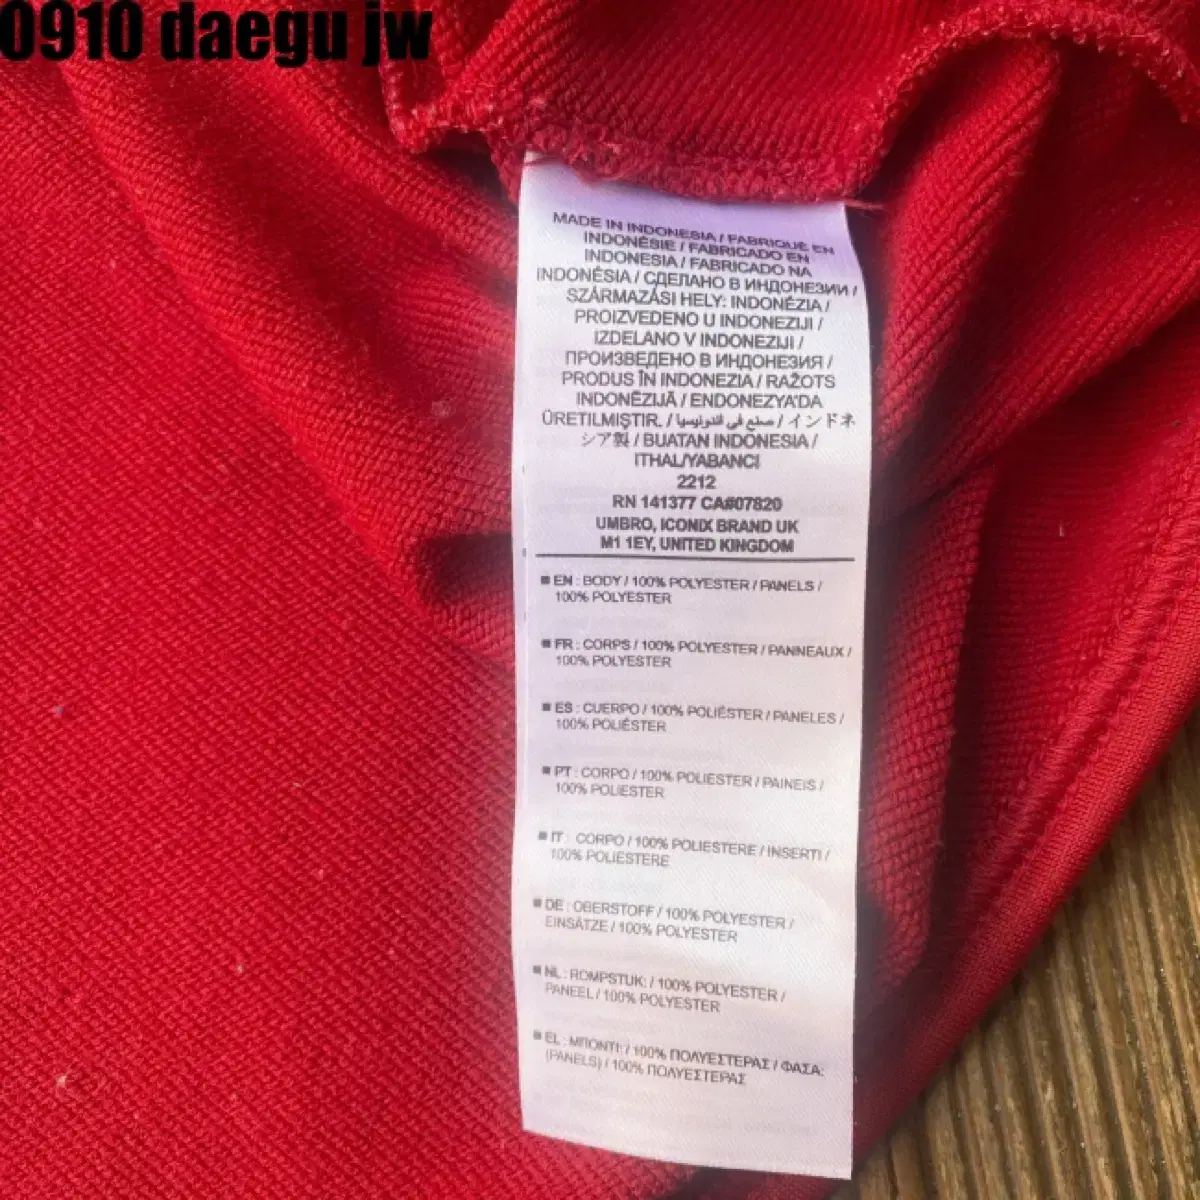 0910 daegu jw
MADE IN INDONESIA / FABRIQUÉ EN
INDONÉSIE / FABRICADO EN
INDONESIA / FABRICADO NA
INDONÉSIA / СДЕЛАНО В ИНДОНЕЗИИ /
SZÁRMAZÁSI HELY: INDONÉZIA /
PROIZVEDENO U INDONEZIJI /
IZDELANO V INDONEZIJI /
ПРОИЗВЕДЕНО В ИНДОНЕЗИЯ /
PRODUS ÎN INDONEZIA / RAŽOTS
INDONĒZIJĀ / ENDONEZYA'DA
ÜRETILMIŞTIR. / صنع في اندونيسيا / インドネ
シア製 / BUATAN INDONESIA /
ITHAL/YABANCI
2212
RN 141377 CA#07820
UMBRO, ICONIX BRAND UK
M1 1EY, UNITED KINGDOM
■ EN : BODY / 100% POLYESTER / PANELS /
100% POLYESTER
■ FR : CORPS / 100% POLYESTER / PANNEAUX /
100% POLYESTER
■ ES : CUERPO / 100% POLIÉSTER / PANELES /
100% POLIÉSTER
■ PT : CORPO / 100% POLIESTER / PAINEIS /
100% POLIESTER
■ IT : CORPO / 100% POLIESTERE / INSERTI /
100% POLIESTERE
■ DE : OBERSTOFF / 100% POLYESTER /
EINSÄTZE / 100% POLYESTER
■ NL : ROMPSTUK: / 100% POLYESTER /
PANEEL / 100% POLYESTER
■ EL : ΜΠΟΝΤΙ: / 100% ΠΟΛΥΕΣΤΕΡΑΣ / ΦΑΣΑ:
(PANELS) / 100% ΠΟΛΥΕΣΤΕΡΑΣ